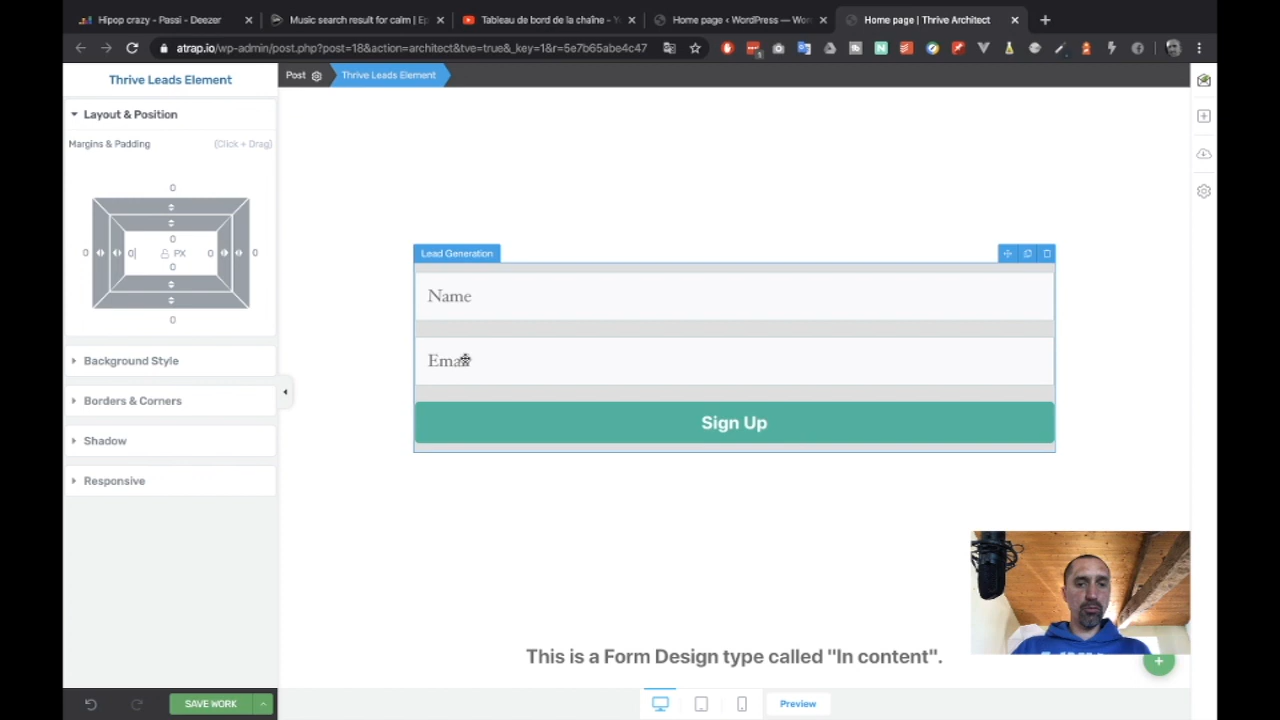 Hipop crazy - Passi - Deezer
Music search result for calm | Ep
Tableau de bord de la chaîne - Y
Home page ‹ WordPress — Wor
Home page | Thrive Architect
atrap.io/wp-admin/post.php?post=18&action=architect&tve=true&_key=1&r=5e7b65abe4c47
Thrive Leads Element
Post
Thrive Leads Element
Layout & Position
Margins & Padding
(Click + Drag)
0
0
0
0
PX
0
0
0
0
Background Style
Borders & Corners
Shadow
Responsive
Lead Generation
Name
Emai
Sign Up
This is a Form Design type called "In content".
SAVE WORK
Preview